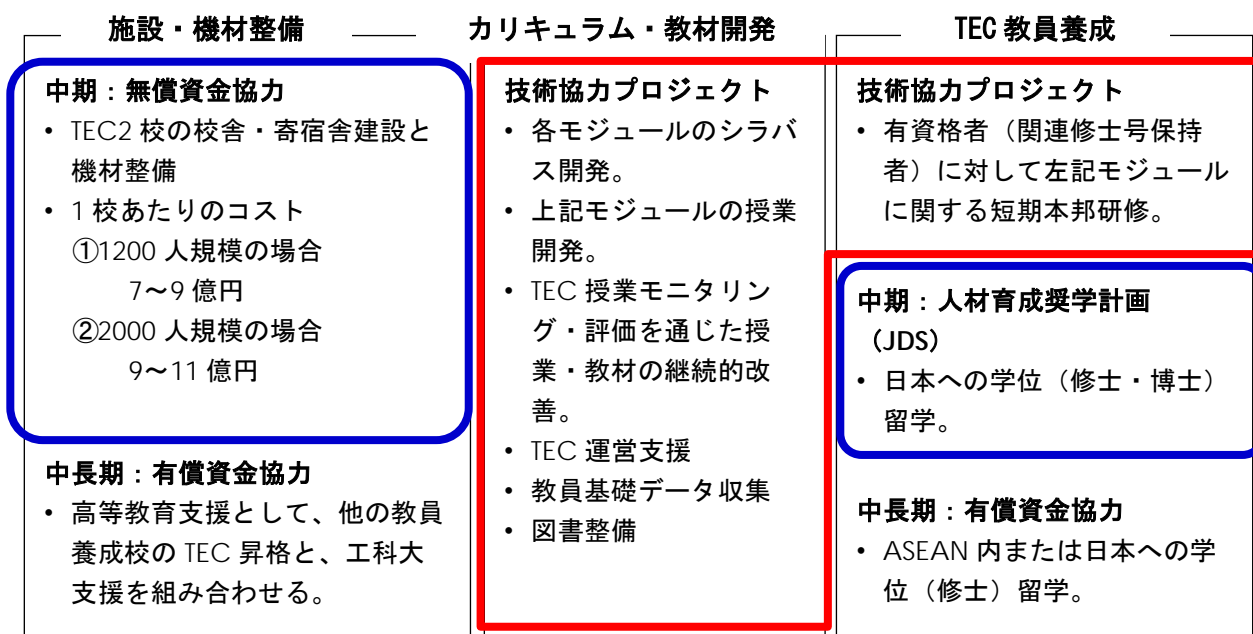 施設・機材整備
中期：無償資金協力
• TEC2 校の校舎・寄宿舎建設と
機材整備
• 1 校あたりのコスト
①1200 人規模の場合
7～9 億円
②2000 人規模の場合
9～11 億円
中長期：有償資金協力
• 高等教育支援として、他の教員
養成校の TEC 昇格と、工科大
支援を組み合わせる。
カリキュラム・教材開発
技術協力プロジェクト
• 各モジュールのシラバ
ス開発。
• 上記モジュールの授業
開発。
• TEC 授業モニタリン
グ・評価を通じた授
業・教材の継続的改
善。
• TEC 運営支援
• 教員基礎データ収集
• 図書整備
TEC 教員養成
技術協力プロジェクト
• 有資格者（関連修士号保持
者）に対して左記モジュール
に関する短期本邦研修。
中期：人材育成奨学計画
（JDS）
• 日本への学位（修士・博士）
留学。
中長期：有償資金協力
• ASEAN 内または日本への学
位（修士）留学。